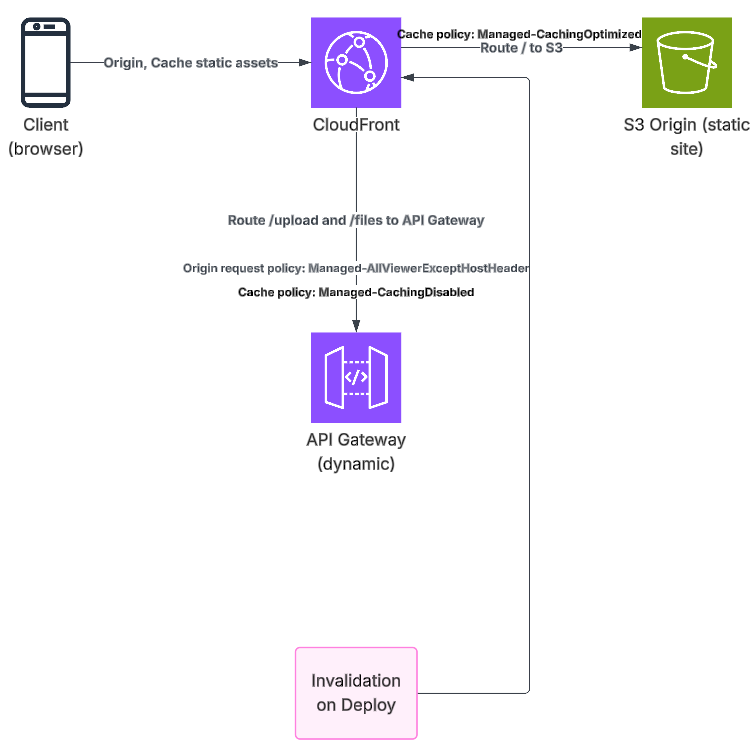 Cache policy: Managed-CachingOptimized
Route / to S3
Origin, Cache static assets
Client
(browser)
CloudFront
S3 Origin (static
site)
Route /upload and /files to API Gateway
Origin request policy: Managed-AllViewerExceptHostHeader
Cache policy: Managed-CachingDisabled
</>
API Gateway
(dynamic)
Invalidation
on Deploy